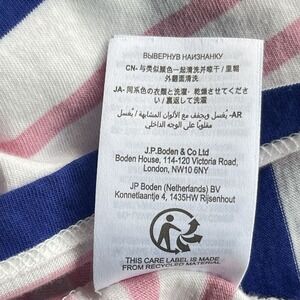 ВЫВЕРНУВ НАИЗНАНКУ
CN- 与类似颜色一起清洗并晾干 / 里朝
外翻面清洗
JA- 同系色の衣類と洗濯・乾燥させてくださ
い / 裏返して洗濯
AR- يُغسل ويجفف مع الألوان المشابهة / يُغسل
مقلوبًا على الوجه الداخلي
J.P.Boden & Co Ltd
Boden House, 114-120 Victoria Road,
London, NW10 6NY
JP Boden (Netherlands) BV
Konnetlaantje 4, 1435HW Rijsenhout
THIS CARE LABEL IS MADE
FROM RECYCLED MATERIAL